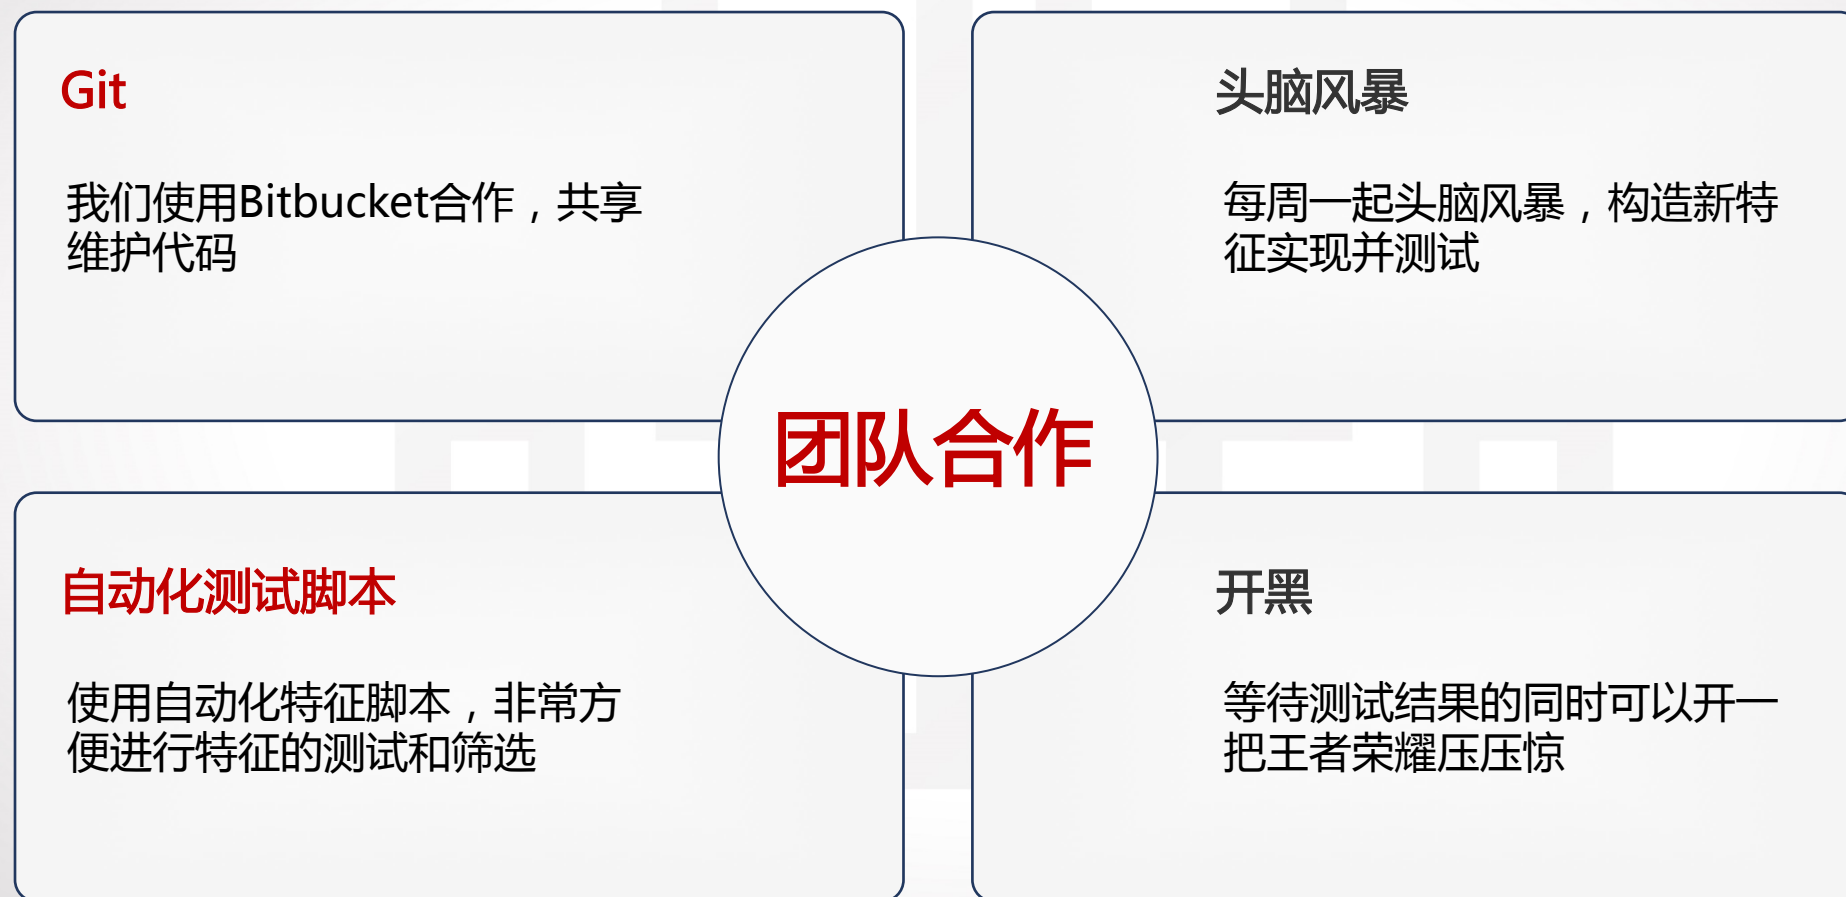 Git
我们使用Bitbucket合作，共享
维护代码
头脑风暴
每周一起头脑风暴，构造新特
征实现并测试
团队合作
自动化测试脚本
使用自动化特征脚本，非常方
便进行特征的测试和筛选
开黑
等待测试结果的同时可以开一
把王者荣耀压压惊